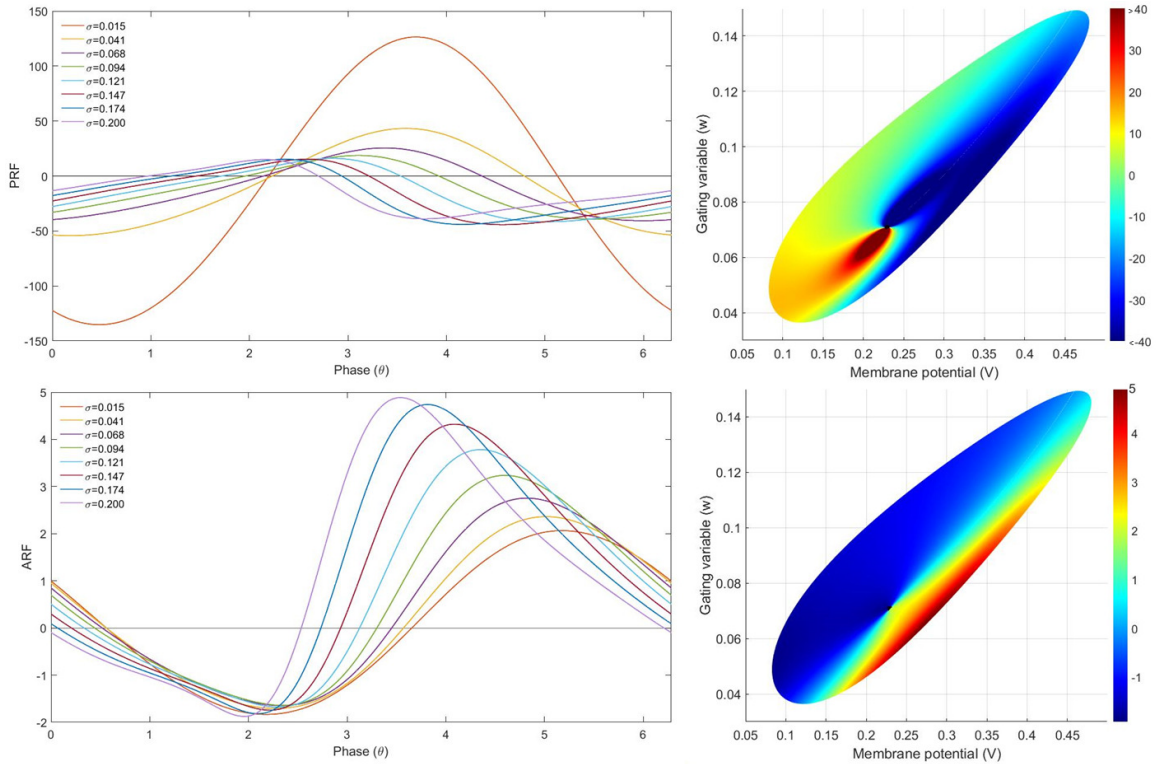 150
100
50
0
-50
-100
-150
PRF
σ=0.015
σ=0.041
σ=0.068
σ=0.094
σ=0.121
σ=0.147
σ=0.174
σ=0.200
0 1 2 3 4 5 6
Phase (θ)
0.14
0.12
0.1
0.08
0.06
0.04
Gating variable (w)
0.05 0.1 0.15 0.2 0.25 0.3 0.35 0.4 0.45
Membrane potential (V)
>40
30
20
10
0
-10
-20
-30
<-40
5
4
3
2
1
0
-1
-2
ARF
σ=0.015
σ=0.041
σ=0.068
σ=0.094
σ=0.121
σ=0.147
σ=0.174
σ=0.200
0 1 2 3 4 5 6
Phase (θ)
0.14
0.12
0.1
0.08
0.06
0.04
Gating variable (w)
0.05 0.1 0.15 0.2 0.25 0.3 0.35 0.4 0.45
Membrane potential (V)
5
4
3
2
1
0
-1